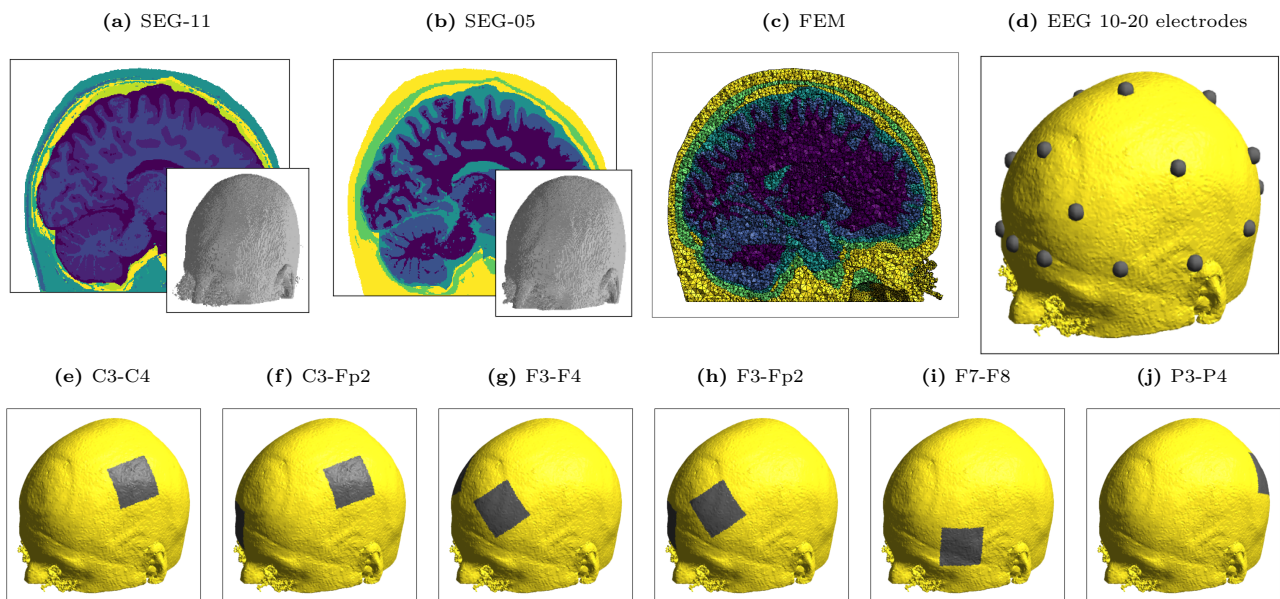 (a) SEG-11
(b) SEG-05
(c) FEM
(d) EEG 10-20 electrodes
(e) C3-C4
(f) C3-Fp2
(g) F3-F4
(h) F3-Fp2
(i) F7-F8
(j) P3-P4